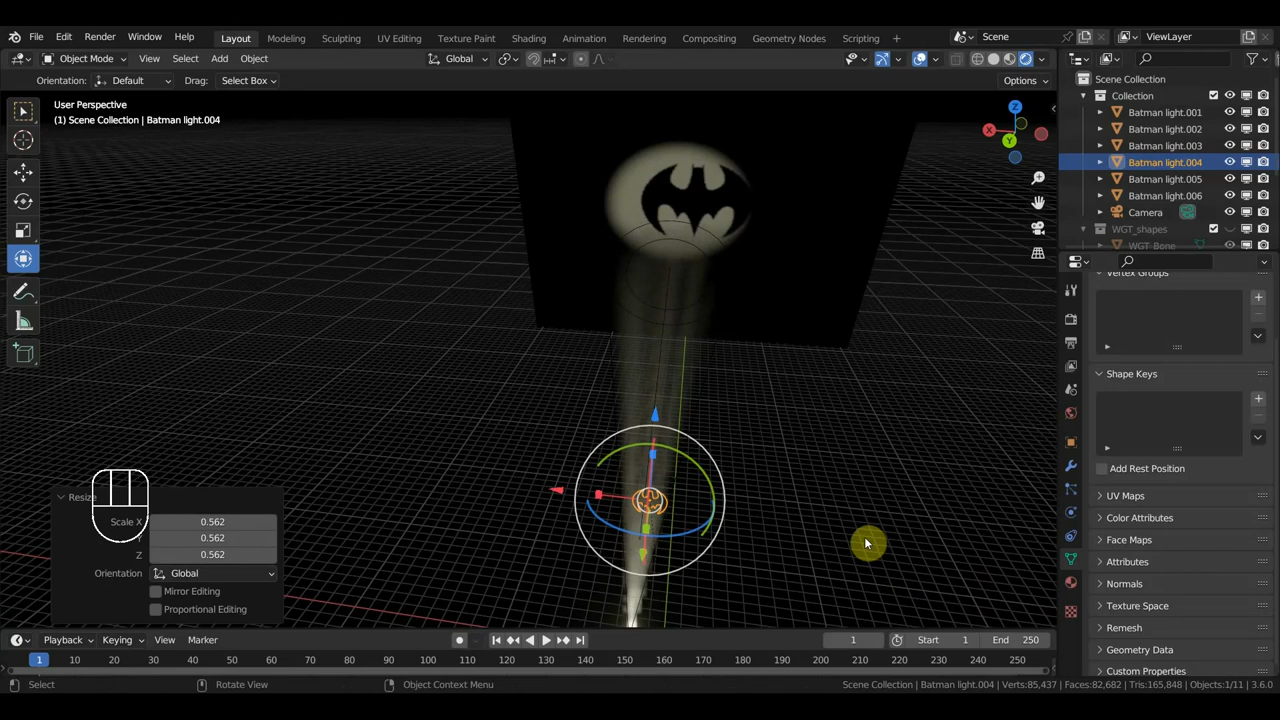 File Edit Render Window Help Layout Modeling Sculpting UV Editing Texture Paint Shading Animation Rendering Compositing Geometry Nodes Scripting + Scene ViewLayer
Object Mode View Select Add Object Global
Orientation: Default Drag: Select Box Options
Scene Collection
User Perspective
(1) Scene Collection | Batman light.004
Z
X
Y
Collection
Batman light.001
Batman light.002
Batman light.003
Batman light.004
Batman light.005
Batman light.006
Camera
WGT_shapes
WGT_Bone
Vertex Groups
Shape Keys
Add Rest Position
UV Maps
Color Attributes
Face Maps
Attributes
Normals
Texture Space
Remesh
Geometry Data
Custom Properties
Resize
Scale X 0.562
0.562
Z 0.562
Orientation Global
Mirror Editing
Proportional Editing
Playback Keying View Marker 1 Start 1 End 250
1 10 20 30 40 50 60 70 80 90 100 110 120 130 140 150 160 170 180 190 200 210 220 230 240 250
Select Rotate View Object Context Menu Scene Collection | Batman light.004 | Verts:85,437 | Faces:82,682 | Tris:165,848 | Objects:1/11 | 3.6.0